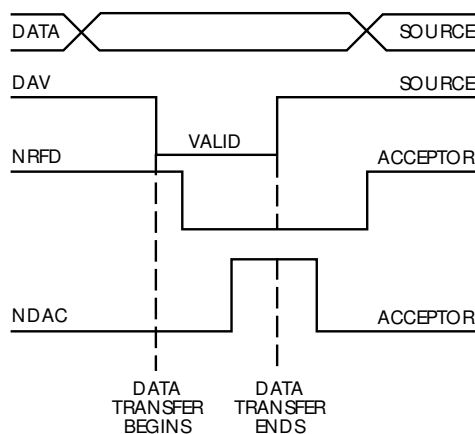 DATA SOURCE
DAV SOURCE
VALID
NRFD ACCEPTOR
NDAC ACCEPTOR
DATA TRANSFER BEGINS
DATA TRANSFER ENDS